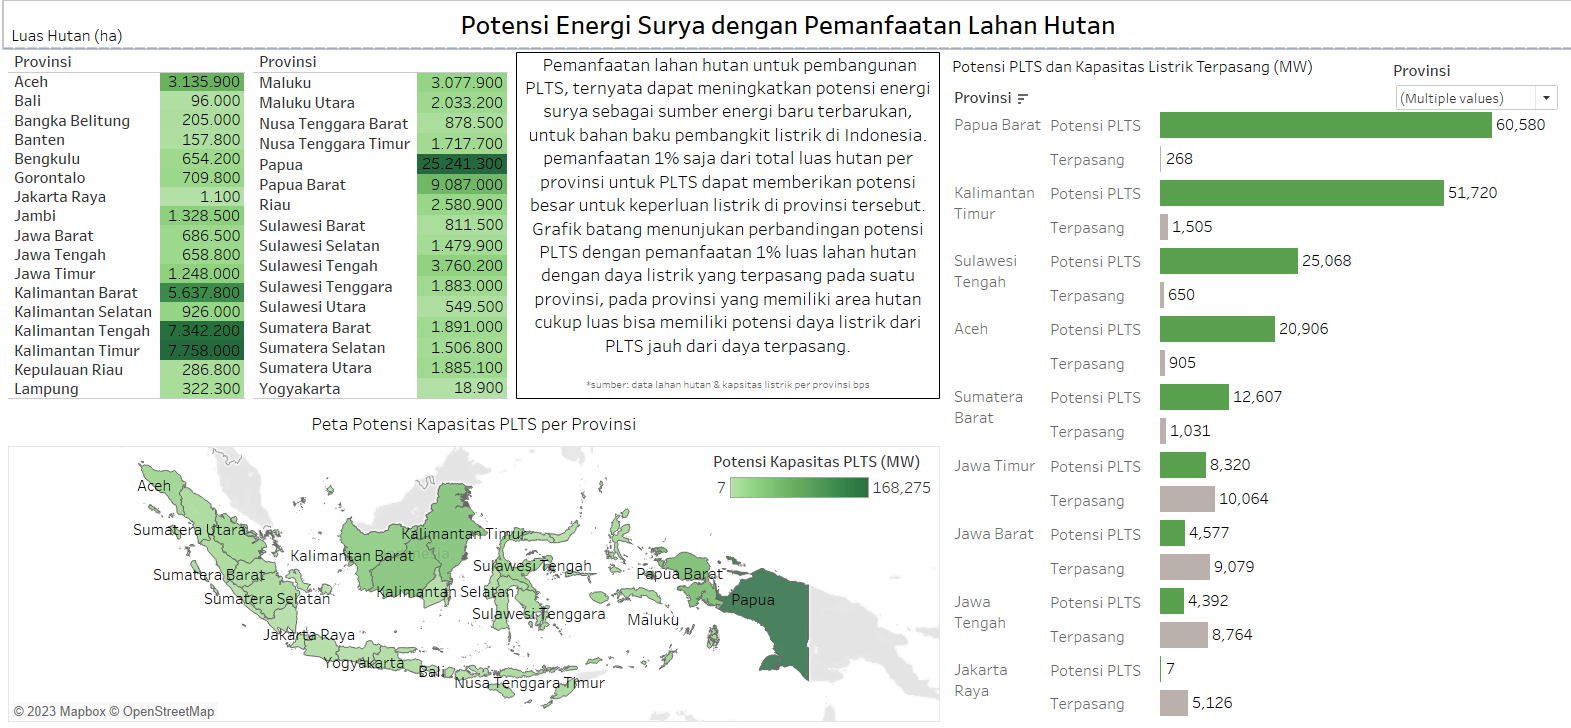 Potensi Energi Surya dengan Pemanfaatan Lahan Hutan
Luas Hutan (ha)
Provinsi
Aceh 3.135.900
Bali 96.000
Bangka Belitung 205.000
Banten 157.800
Bengkulu 654.200
Gorontalo 709.800
Jakarta Raya 1.100
Jambi 1.328.500
Jawa Barat 686.500
Jawa Tengah 658.800
Jawa Timur 1.248.000
Kalimantan Barat 5.637.800
Kalimantan Selatan 926.000
Kalimantan Tengah 7.342.200
Kalimantan Timur 7.758.000
Kepulauan Riau 286.800
Lampung 322.300
Provinsi
Maluku 3.077.900
Maluku Utara 2.033.200
Nusa Tenggara Barat 878.500
Nusa Tenggara Timur 1.717.700
Papua 25.241.300
Papua Barat 9.087.000
Riau 2.580.900
Sulawesi Barat 811.500
Sulawesi Selatan 1.479.900
Sulawesi Tengah 3.760.200
Sulawesi Tenggara 1.883.000
Sulawesi Utara 549.500
Sumatera Barat 1.891.000
Sumatera Selatan 1.506.800
Sumatera Utara 1.885.100
Yogyakarta 18.900
Pemanfaatan lahan hutan untuk pembangunan
PLTS, ternyata dapat meningkatkan potensi energi
surya sebagai sumber energi baru terbarukan,
untuk bahan baku pembangkit listrik di Indonesia.
pemanfaatan 1% saja dari total luas hutan per
provinsi untuk PLTS dapat memberikan potensi
besar untuk keperluan listrik di provinsi tersebut.
Grafik batang menunjukan perbandingan potensi
PLTS dengan pemanfaatan 1% luas lahan hutan
dengan daya listrik yang terpasang pada suatu
provinsi, pada provinsi yang memiliki area hutan
cukup luas bisa memiliki potensi daya listrik dari
PLTS jauh dari daya terpasang.
*sumber: data lahan hutan & kapsitas listrik per provinsi bps
Potensi PLTS dan Kapasitas Listrik Terpasang (MW)
Provinsi
(Multiple values)
Provinsi
Papua Barat Potensi PLTS 60,580
Terpasang 268
Kalimantan
Timur
Potensi PLTS 51,720
Terpasang 1,505
Sulawesi
Tengah
Potensi PLTS 25,068
Terpasang 650
Aceh Potensi PLTS 20,906
Terpasang 905
Sumatera
Barat
Potensi PLTS 12,607
Terpasang 1,031
Jawa Timur Potensi PLTS 8,320
Terpasang 10,064
Jawa Barat Potensi PLTS 4,577
Terpasang 9,079
Jawa
Tengah
Potensi PLTS 4,392
Terpasang 8,764
Jakarta
Raya
Potensi PLTS 7
Terpasang 5,126
Peta Potensi Kapasitas PLTS per Provinsi
Potensi Kapasitas PLTS (MW)
7 168,275
Aceh
Sumatera Utara
Kalimantan Timur
Kalimantan Barat
Sulawesi Tengah
Sumatera Barat
Papua Barat
Kalimantan Selatan
Sumatera Selatan
Papua
Sulawesi Tenggara
Maluku
Jakarta Raya
Yogyakarta
Bali
Nusa Tenggara Timur
© 2023 Mapbox © OpenStreetMap